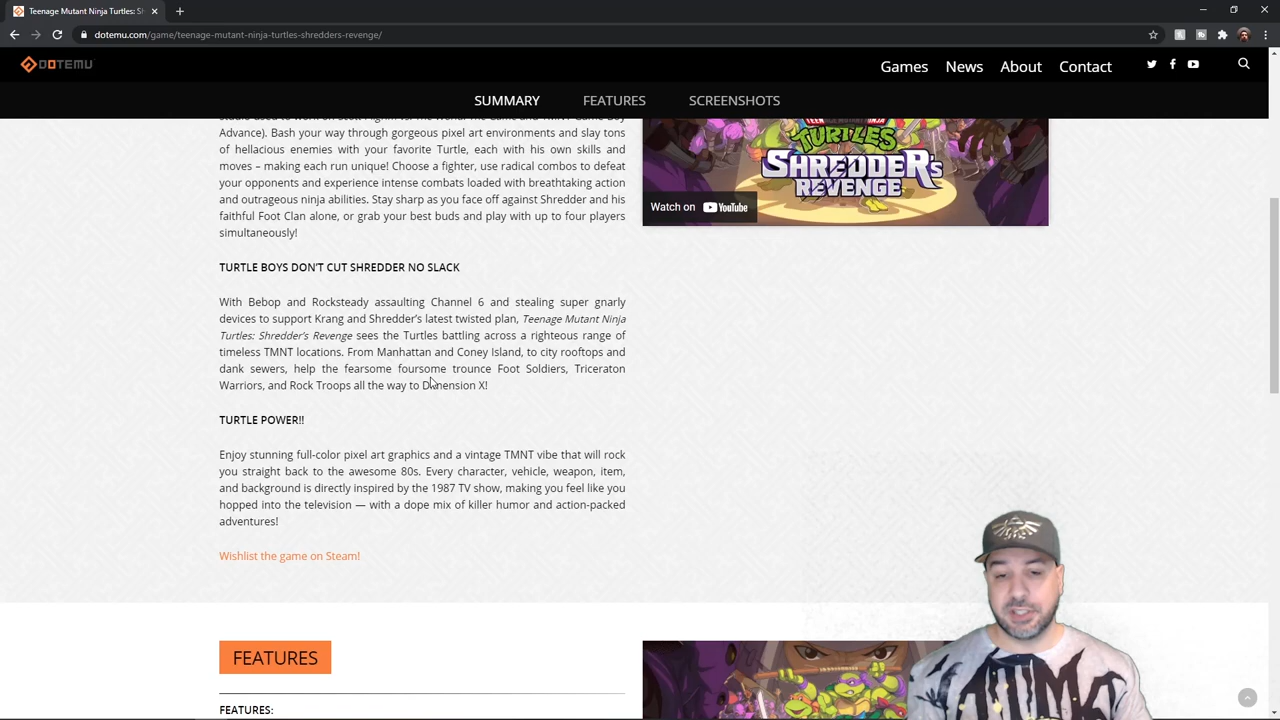 Teenage Mutant Ninja Turtles: Sh
dotemu.com/game/teenage-mutant-ninja-turtles-shredders-revenge/
DOTEMU
Games News About Contact
SUMMARY FEATURES SCREENSHOTS
Advance). Bash your way through gorgeous pixel art environments and slay tons
of hellacious enemies with your favorite Turtle, each with his own skills and
moves – making each run unique! Choose a fighter, use radical combos to defeat
your opponents and experience intense combats loaded with breathtaking action
and outrageous ninja abilities. Stay sharp as you face off against Shredder and his
faithful Foot Clan alone, or grab your best buds and play with up to four players
simultaneously!
TURTLE BOYS DON'T CUT SHREDDER NO SLACK
With Bebop and Rocksteady assaulting Channel 6 and stealing super gnarly
devices to support Krang and Shredder's latest twisted plan, Teenage Mutant Ninja
Turtles: Shredder's Revenge sees the Turtles battling across a righteous range of
timeless TMNT locations. From Manhattan and Coney Island, to city rooftops and
dank sewers, help the fearsome foursome trounce Foot Soldiers, Triceraton
Warriors, and Rock Troops all the way to Dimension X!
TURTLE POWER!!
Enjoy stunning full-color pixel art graphics and a vintage TMNT vibe that will rock
you straight back to the awesome 80s. Every character, vehicle, weapon, item,
and background is directly inspired by the 1987 TV show, making you feel like you
hopped into the television — with a dope mix of killer humor and action-packed
adventures!
Wishlist the game on Steam!
TURTLES
SHREDDER'S
REVENGE
Watch on YouTube
FEATURES
FEATURES: